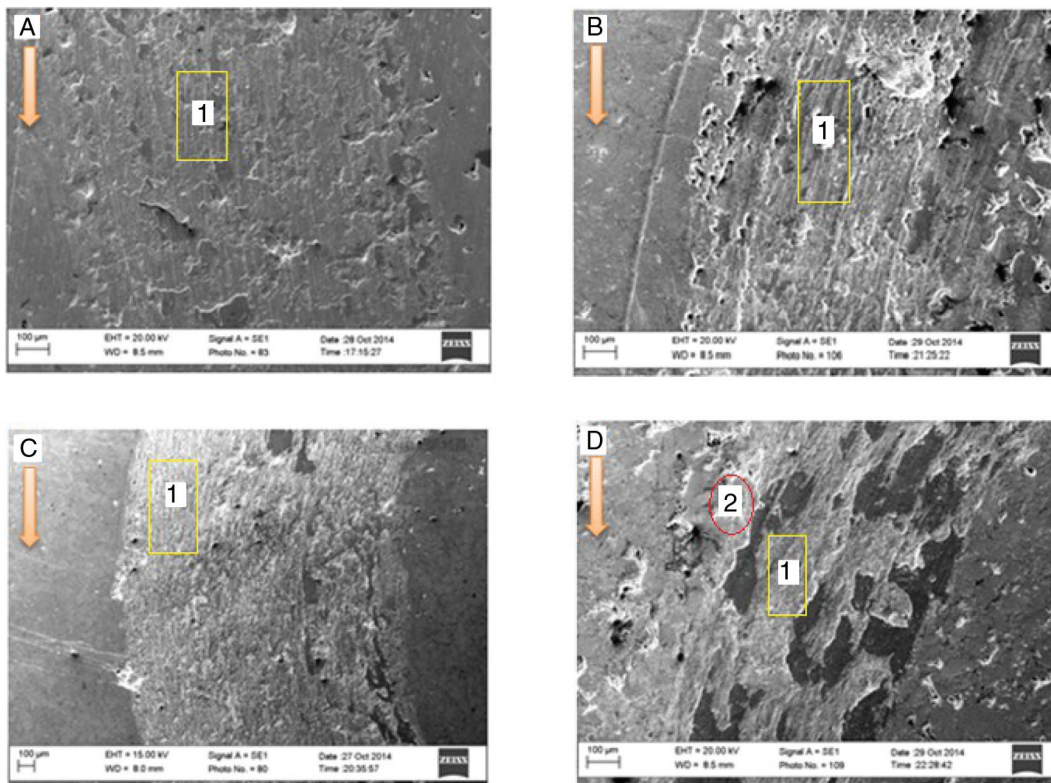 A
1
100 µm
EHT = 20.00 kV
WD = 8.5 mm
Signal A = SE1
Photo No. = 83
Date :28 Oct 2014
Time :17:15:27
ZEISS
B
1
100 µm
EHT = 20.00 kV
WD = 8.5 mm
Signal A = SE1
Photo No. = 106
Date :29 Oct 2014
Time :21:25:22
ZEISS
C
1
100 µm
EHT = 15.00 kV
WD = 8.0 mm
Signal A = SE1
Photo No. = 80
Date :27 Oct 2014
Time :20:35:57
ZEISS
D
2
1
100 µm
EHT = 20.00 kV
WD = 8.5 mm
Signal A = SE1
Photo No. = 109
Date :29 Oct 2014
Time :22:28:42
ZEISS